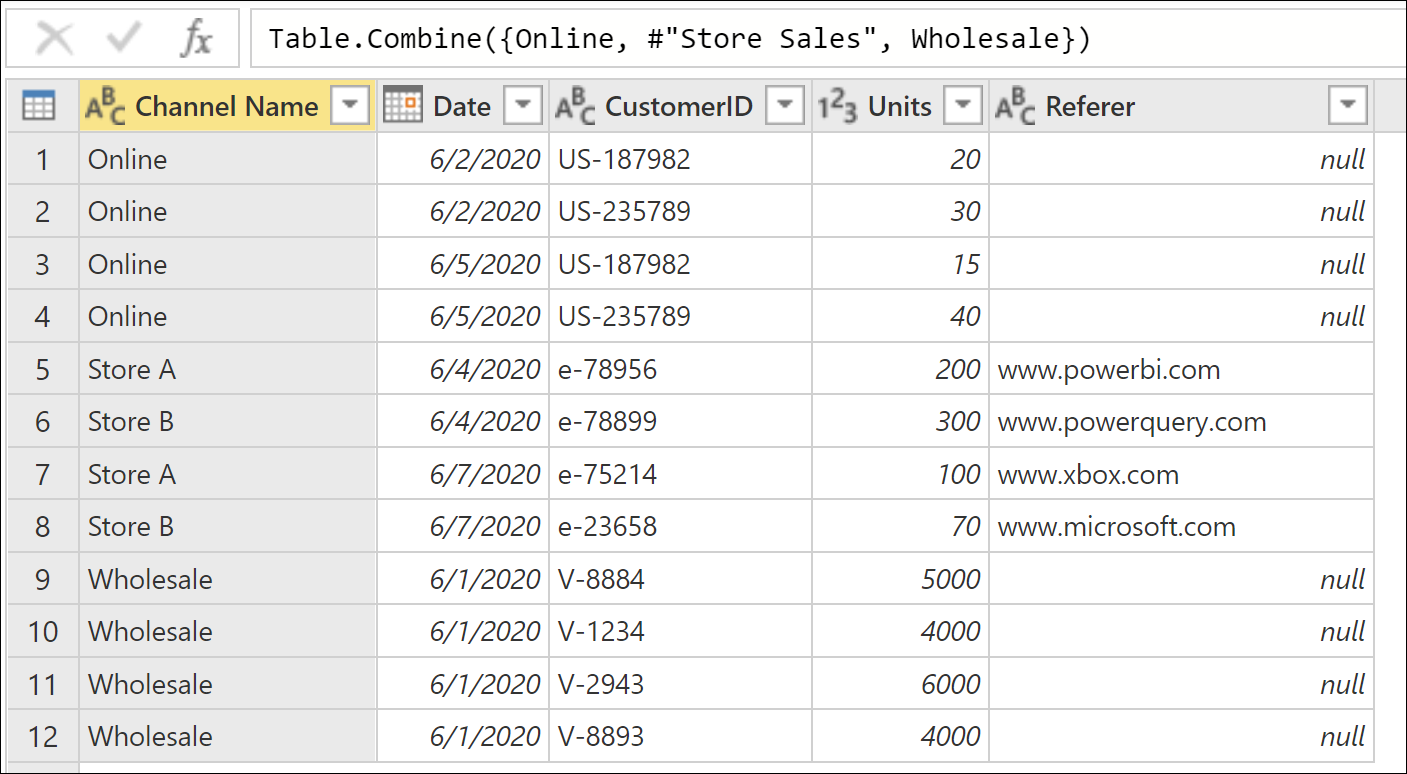 fx Table.Combine({Online, #"Store Sales", Wholesale})
ABC Channel Name Date ABC CustomerID 123 Units ABC Referer
1 Online 6/2/2020 US-187982 20 null
2 Online 6/2/2020 US-235789 30 null
3 Online 6/5/2020 US-187982 15 null
4 Online 6/5/2020 US-235789 40 null
5 Store A 6/4/2020 e-78956 200 www.powerbi.com
6 Store B 6/4/2020 e-78899 300 www.powerquery.com
7 Store A 6/7/2020 e-75214 100 www.xbox.com
8 Store B 6/7/2020 e-23658 70 www.microsoft.com
9 Wholesale 6/1/2020 V-8884 5000 null
10 Wholesale 6/1/2020 V-1234 4000 null
11 Wholesale 6/1/2020 V-2943 6000 null
12 Wholesale 6/1/2020 V-8893 4000 null